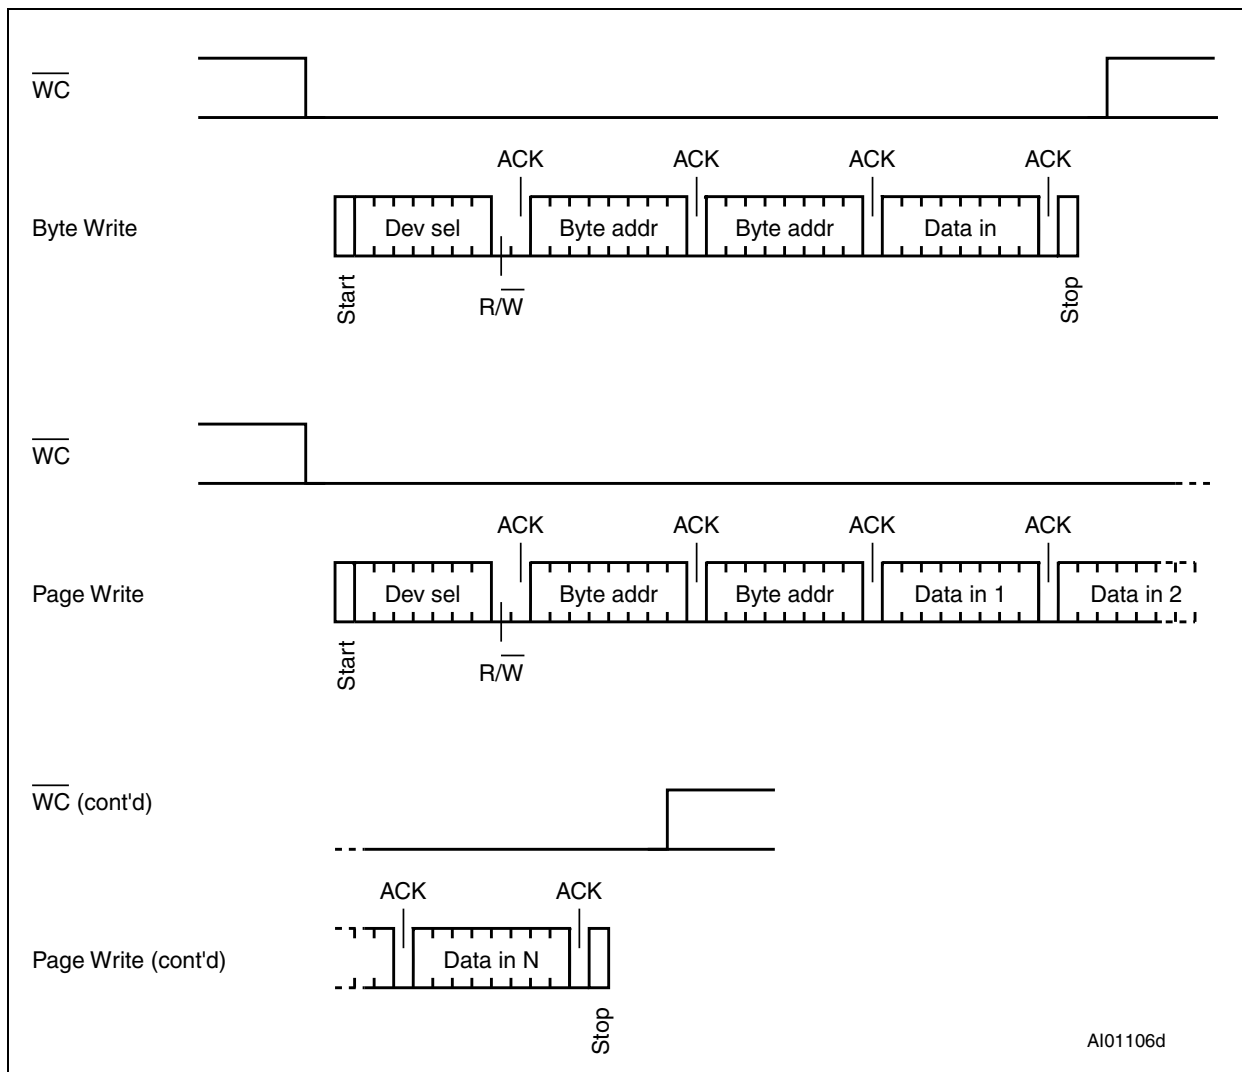 WC
ACK ACK ACK ACK
Byte Write Dev sel Byte addr Byte addr Data in
Start R/W Stop
WC
ACK ACK ACK ACK
Page Write Dev sel Byte addr Byte addr Data in 1 Data in 2
Start R/W
WC (cont'd)
ACK ACK
Page Write (cont'd) Data in N
Stop
AI01106d